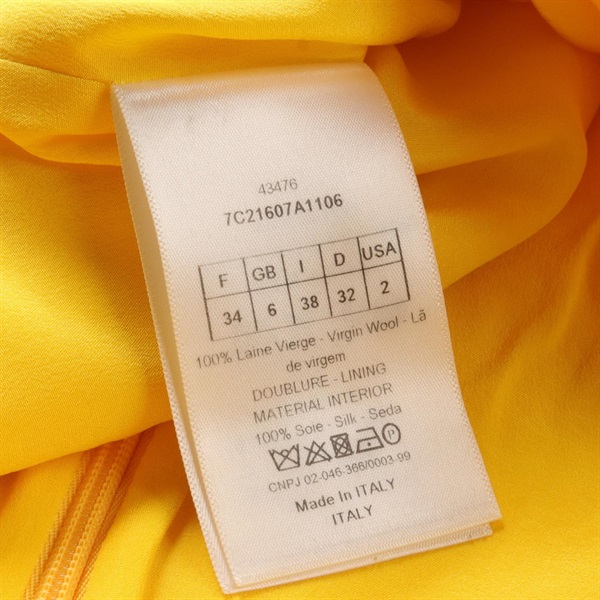 43476
7C21607A1106
F GB I D USA
34 6 38 32 2
100% Laine Vierge - Virgin Wool - Lã
de virgem
DOUBLURE - LINING
MATERIAL INTERIOR
100% Soie - Silk - Seda
CNPJ 02-046-366/0003-99
Made In ITALY
ITALY